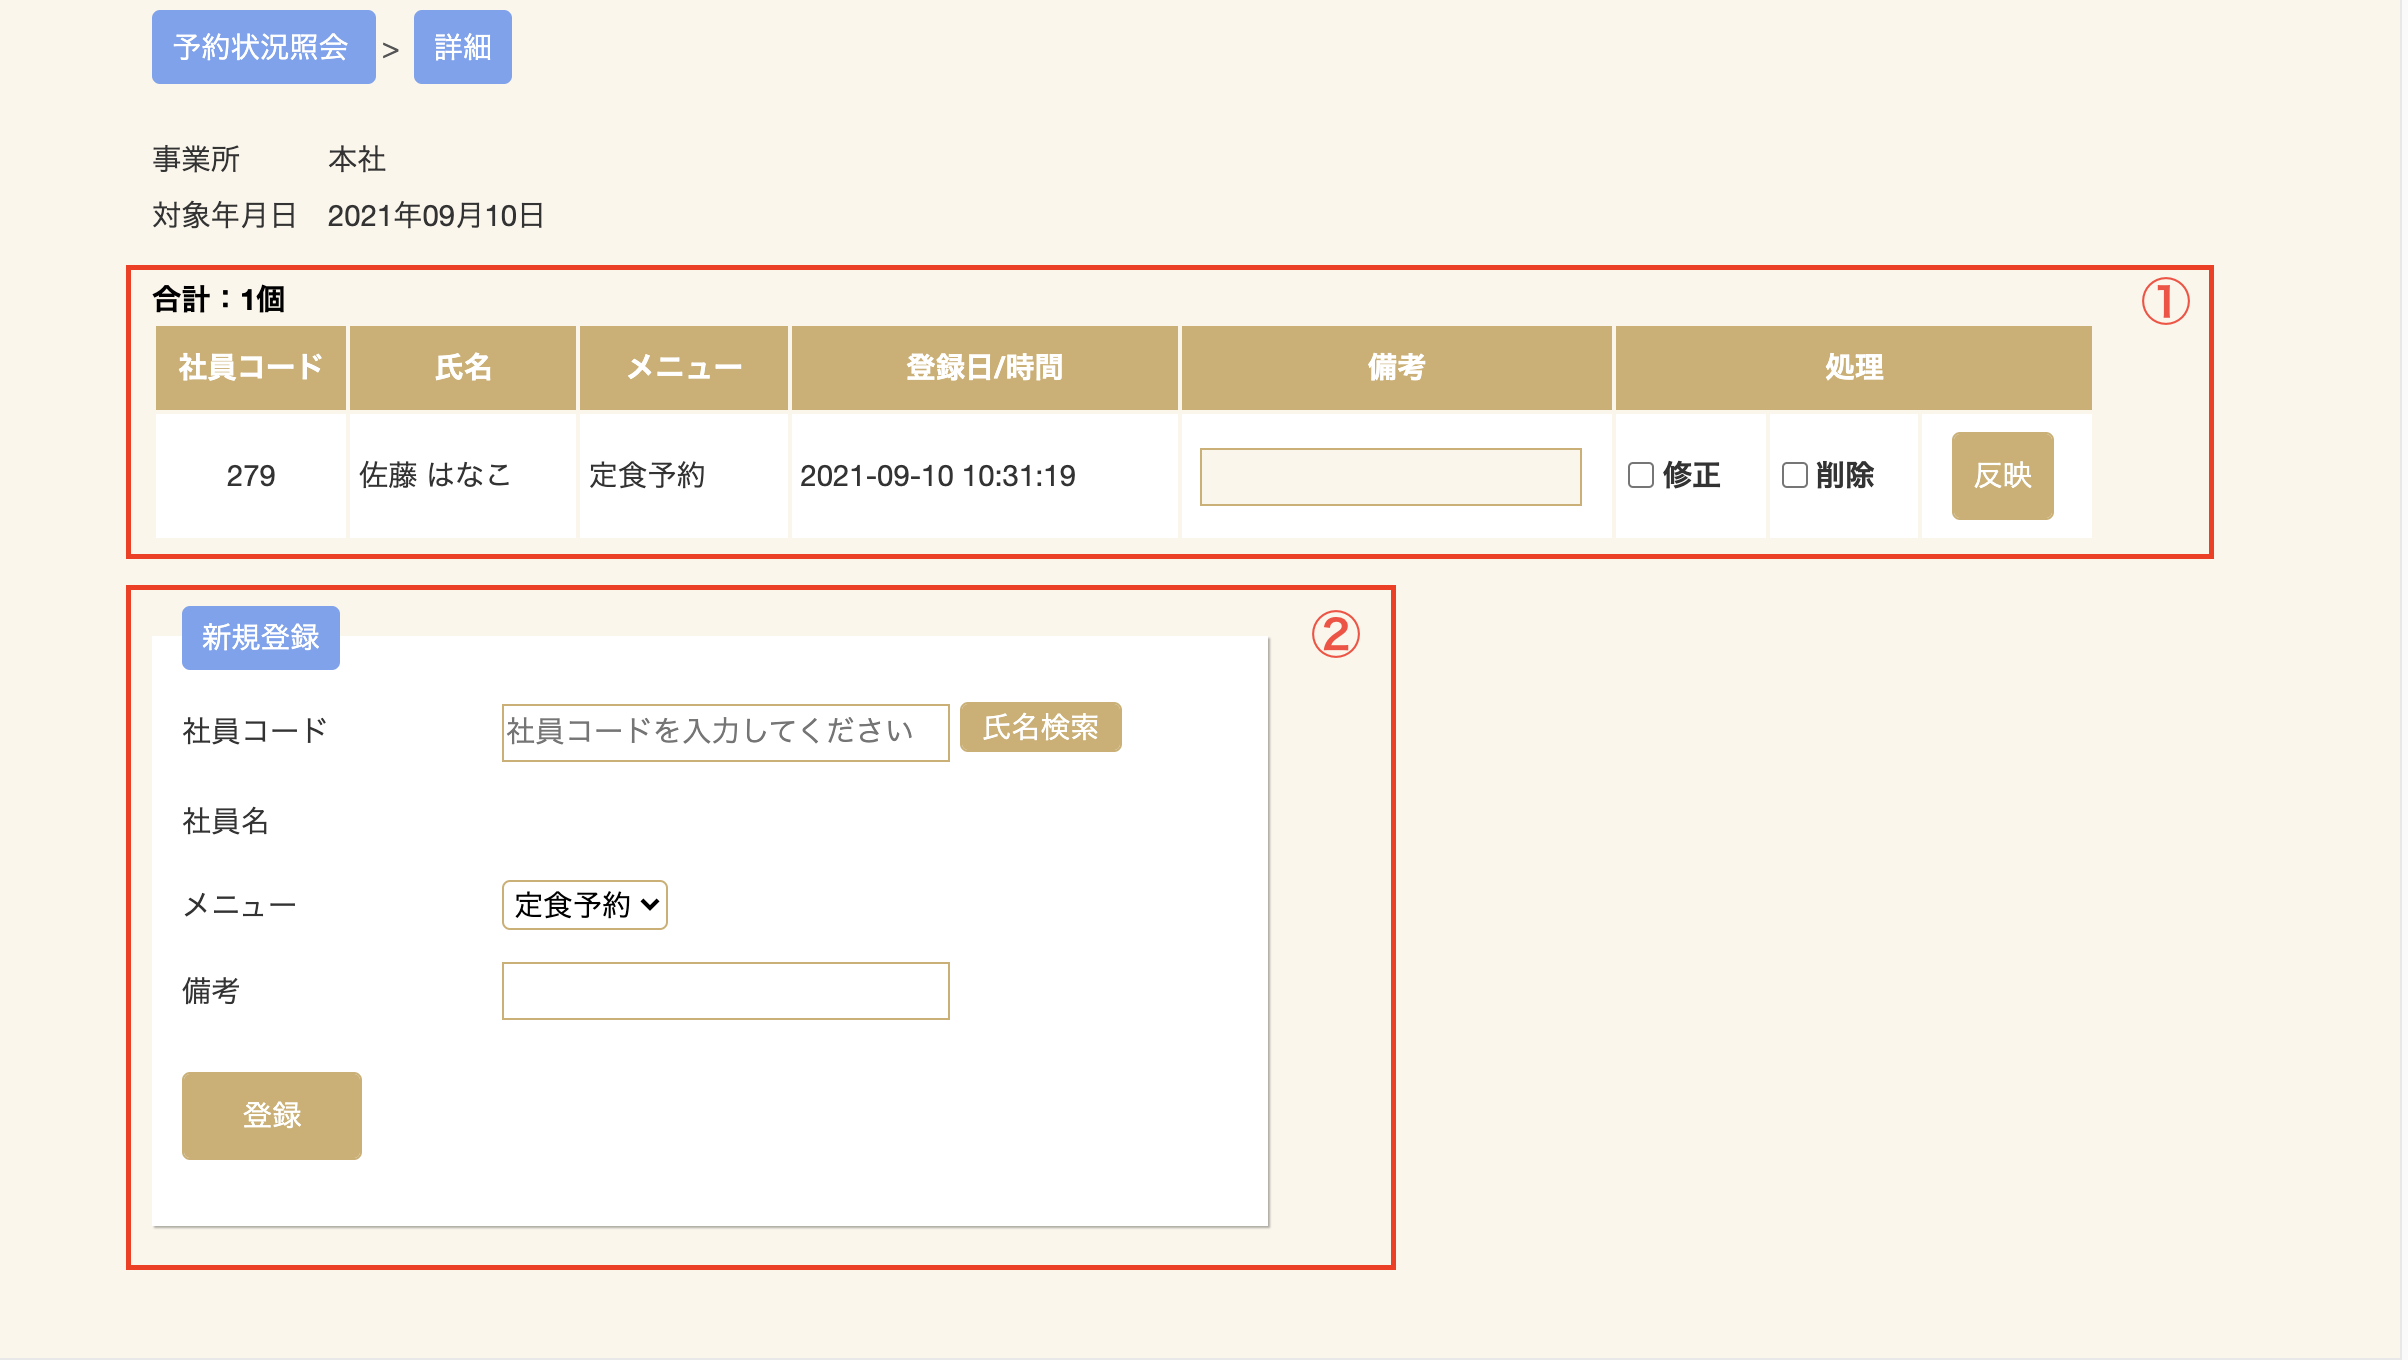 予約状況照会 > 詳細
事業所 本社
対象年月日 2021年09月10日
合計：1個 ①
社員コード 氏名 メニュー 登録日/時間 備考 処理
279 佐藤 はなこ 定食予約 2021-09-10 10:31:19 修正 削除 反映
新規登録 ②
社員コード 社員コードを入力してください 氏名検索
社員名
メニュー 定食予約
備考
登録